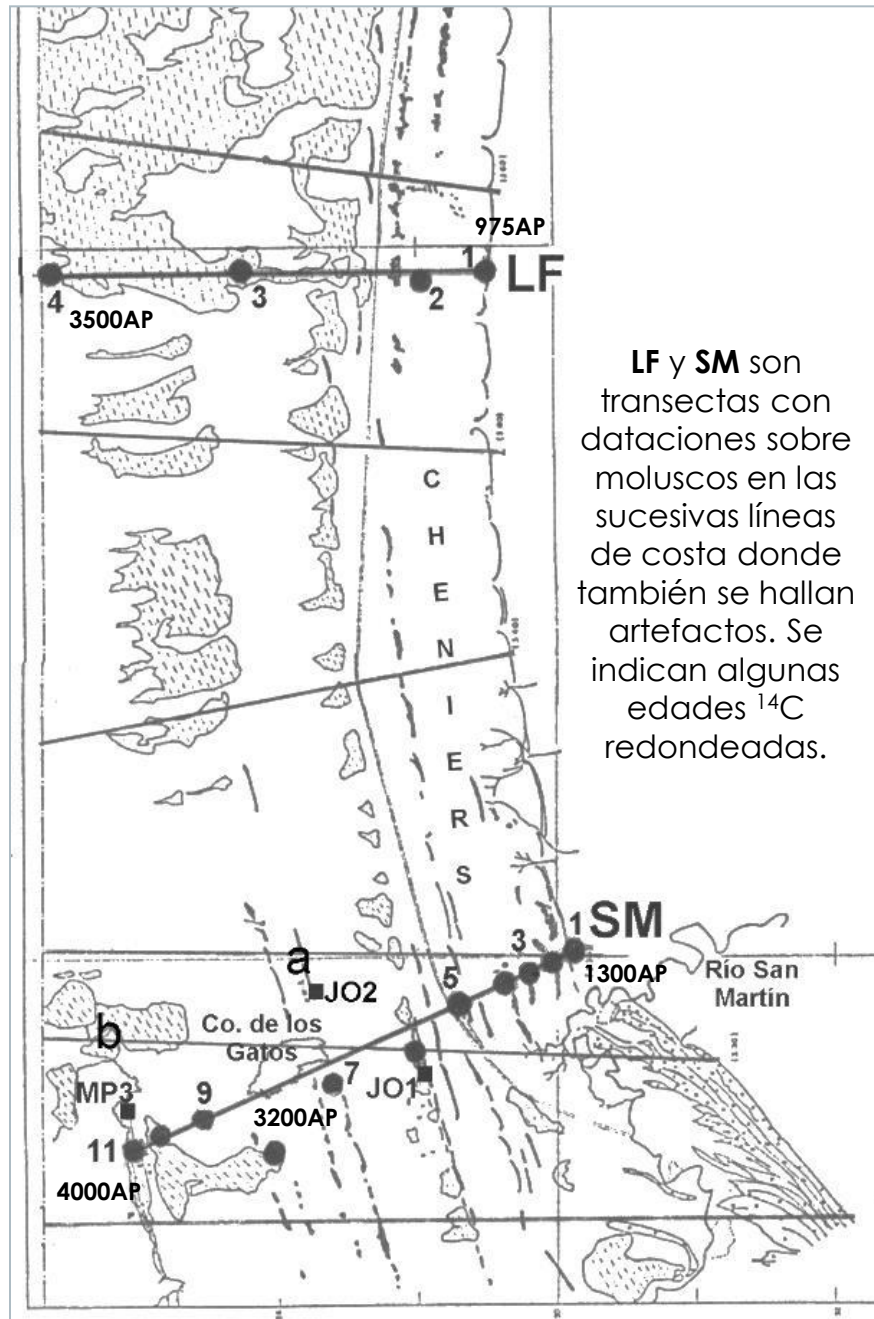 975AP
1
LF
4
3
2
3500AP
LF y SM son
transectas con
dataciones sobre
moluscos en las
sucesivas líneas
de costa donde
también se hallan
artefactos. Se
indican algunas
edades ¹⁴C
redondeadas.
C
H
E
N
I
E
R
S
1 SM
3
1300AP
Río San
Martín
a
JO2
5
b
Co. de los
Gatos
7
JO1
MP3
9
3200AP
11
4000AP